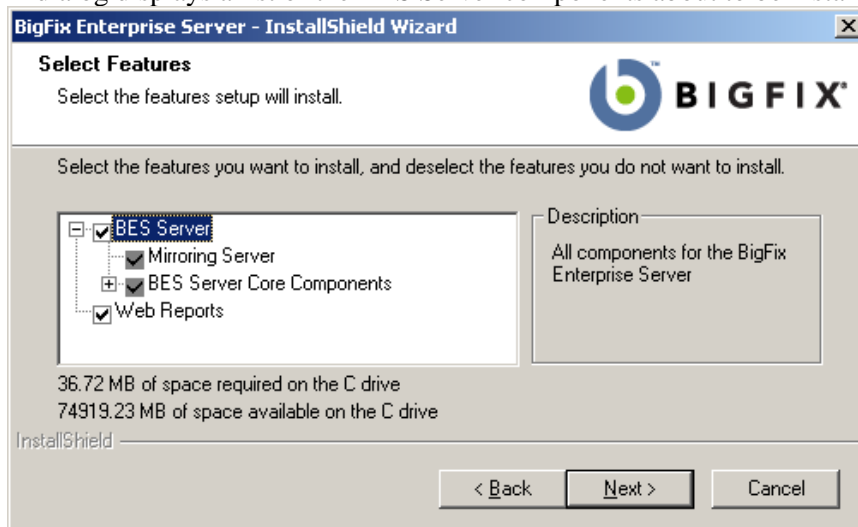 BigFix Enterprise Server - InstallShield Wizard
Select Features
Select the features setup will install.
BIGFIX®
Select the features you want to install, and deselect the features you do not want to install.
BES Server
Mirroring Server
BES Server Core Components
Web Reports
Description
All components for the BigFix
Enterprise Server
36.72 MB of space required on the C drive
74919.23 MB of space available on the C drive
InstallShield
< Back
Next >
Cancel